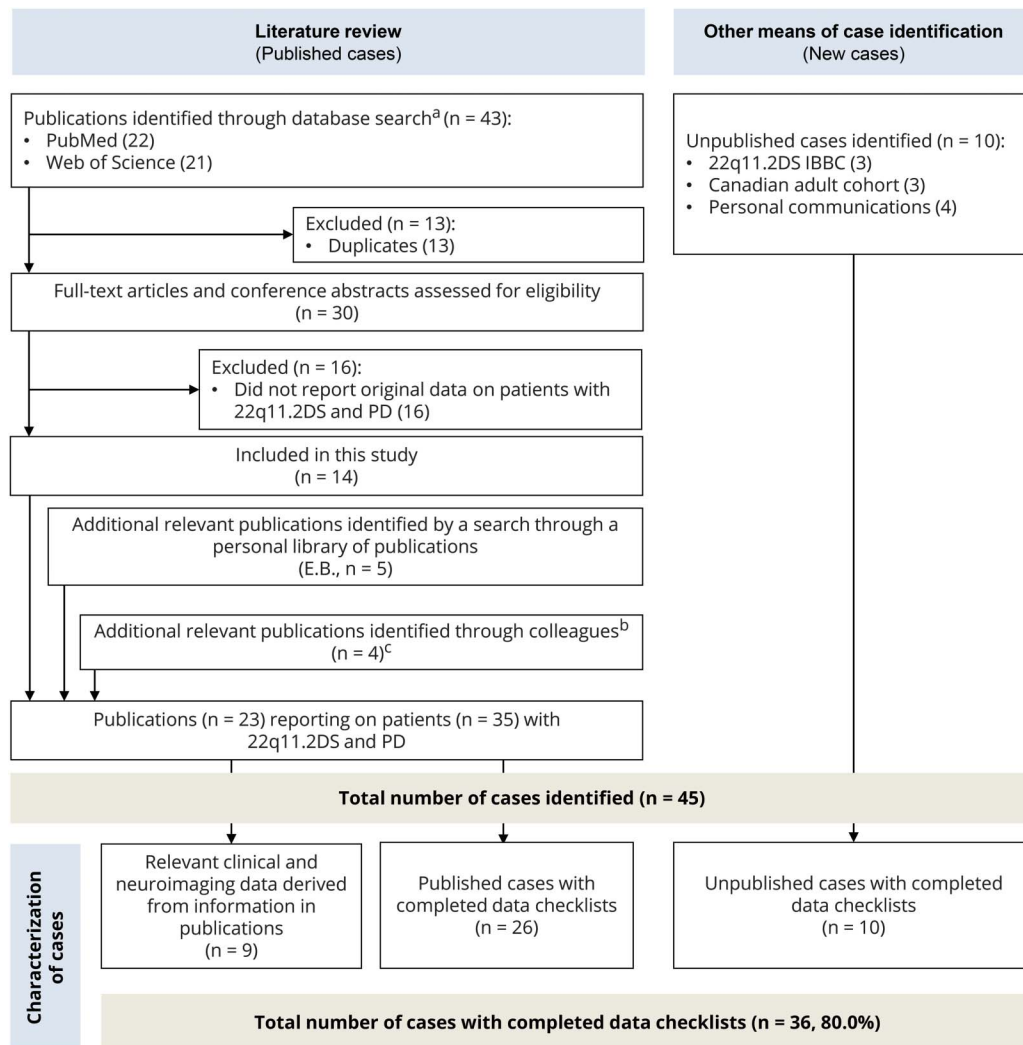 Literature review
(Published cases)
Other means of case identification
(New cases)
Publications identified through database searchᵃ (n = 43):
• PubMed (22)
• Web of Science (21)
Unpublished cases identified (n = 10):
• 22q11.2DS IBBC (3)
• Canadian adult cohort (3)
• Personal communications (4)
Excluded (n = 13):
• Duplicates (13)
Full-text articles and conference abstracts assessed for eligibility
(n = 30)
Excluded (n = 16):
• Did not report original data on patients with
22q11.2DS and PD (16)
Included in this study
(n = 14)
Additional relevant publications identified by a search through a
personal library of publications
(E.B., n = 5)
Additional relevant publications identified through colleaguesᵇ
(n = 4)ᶜ
Publications (n = 23) reporting on patients (n = 35) with
22q11.2DS and PD
Total number of cases identified (n = 45)
Characterization
of cases
Relevant clinical and
neuroimaging data derived
from information in
publications
(n = 9)
Published cases with
completed data checklists
(n = 26)
Unpublished cases with completed
data checklists
(n = 10)
Total number of cases with completed data checklists (n = 36, 80.0%)